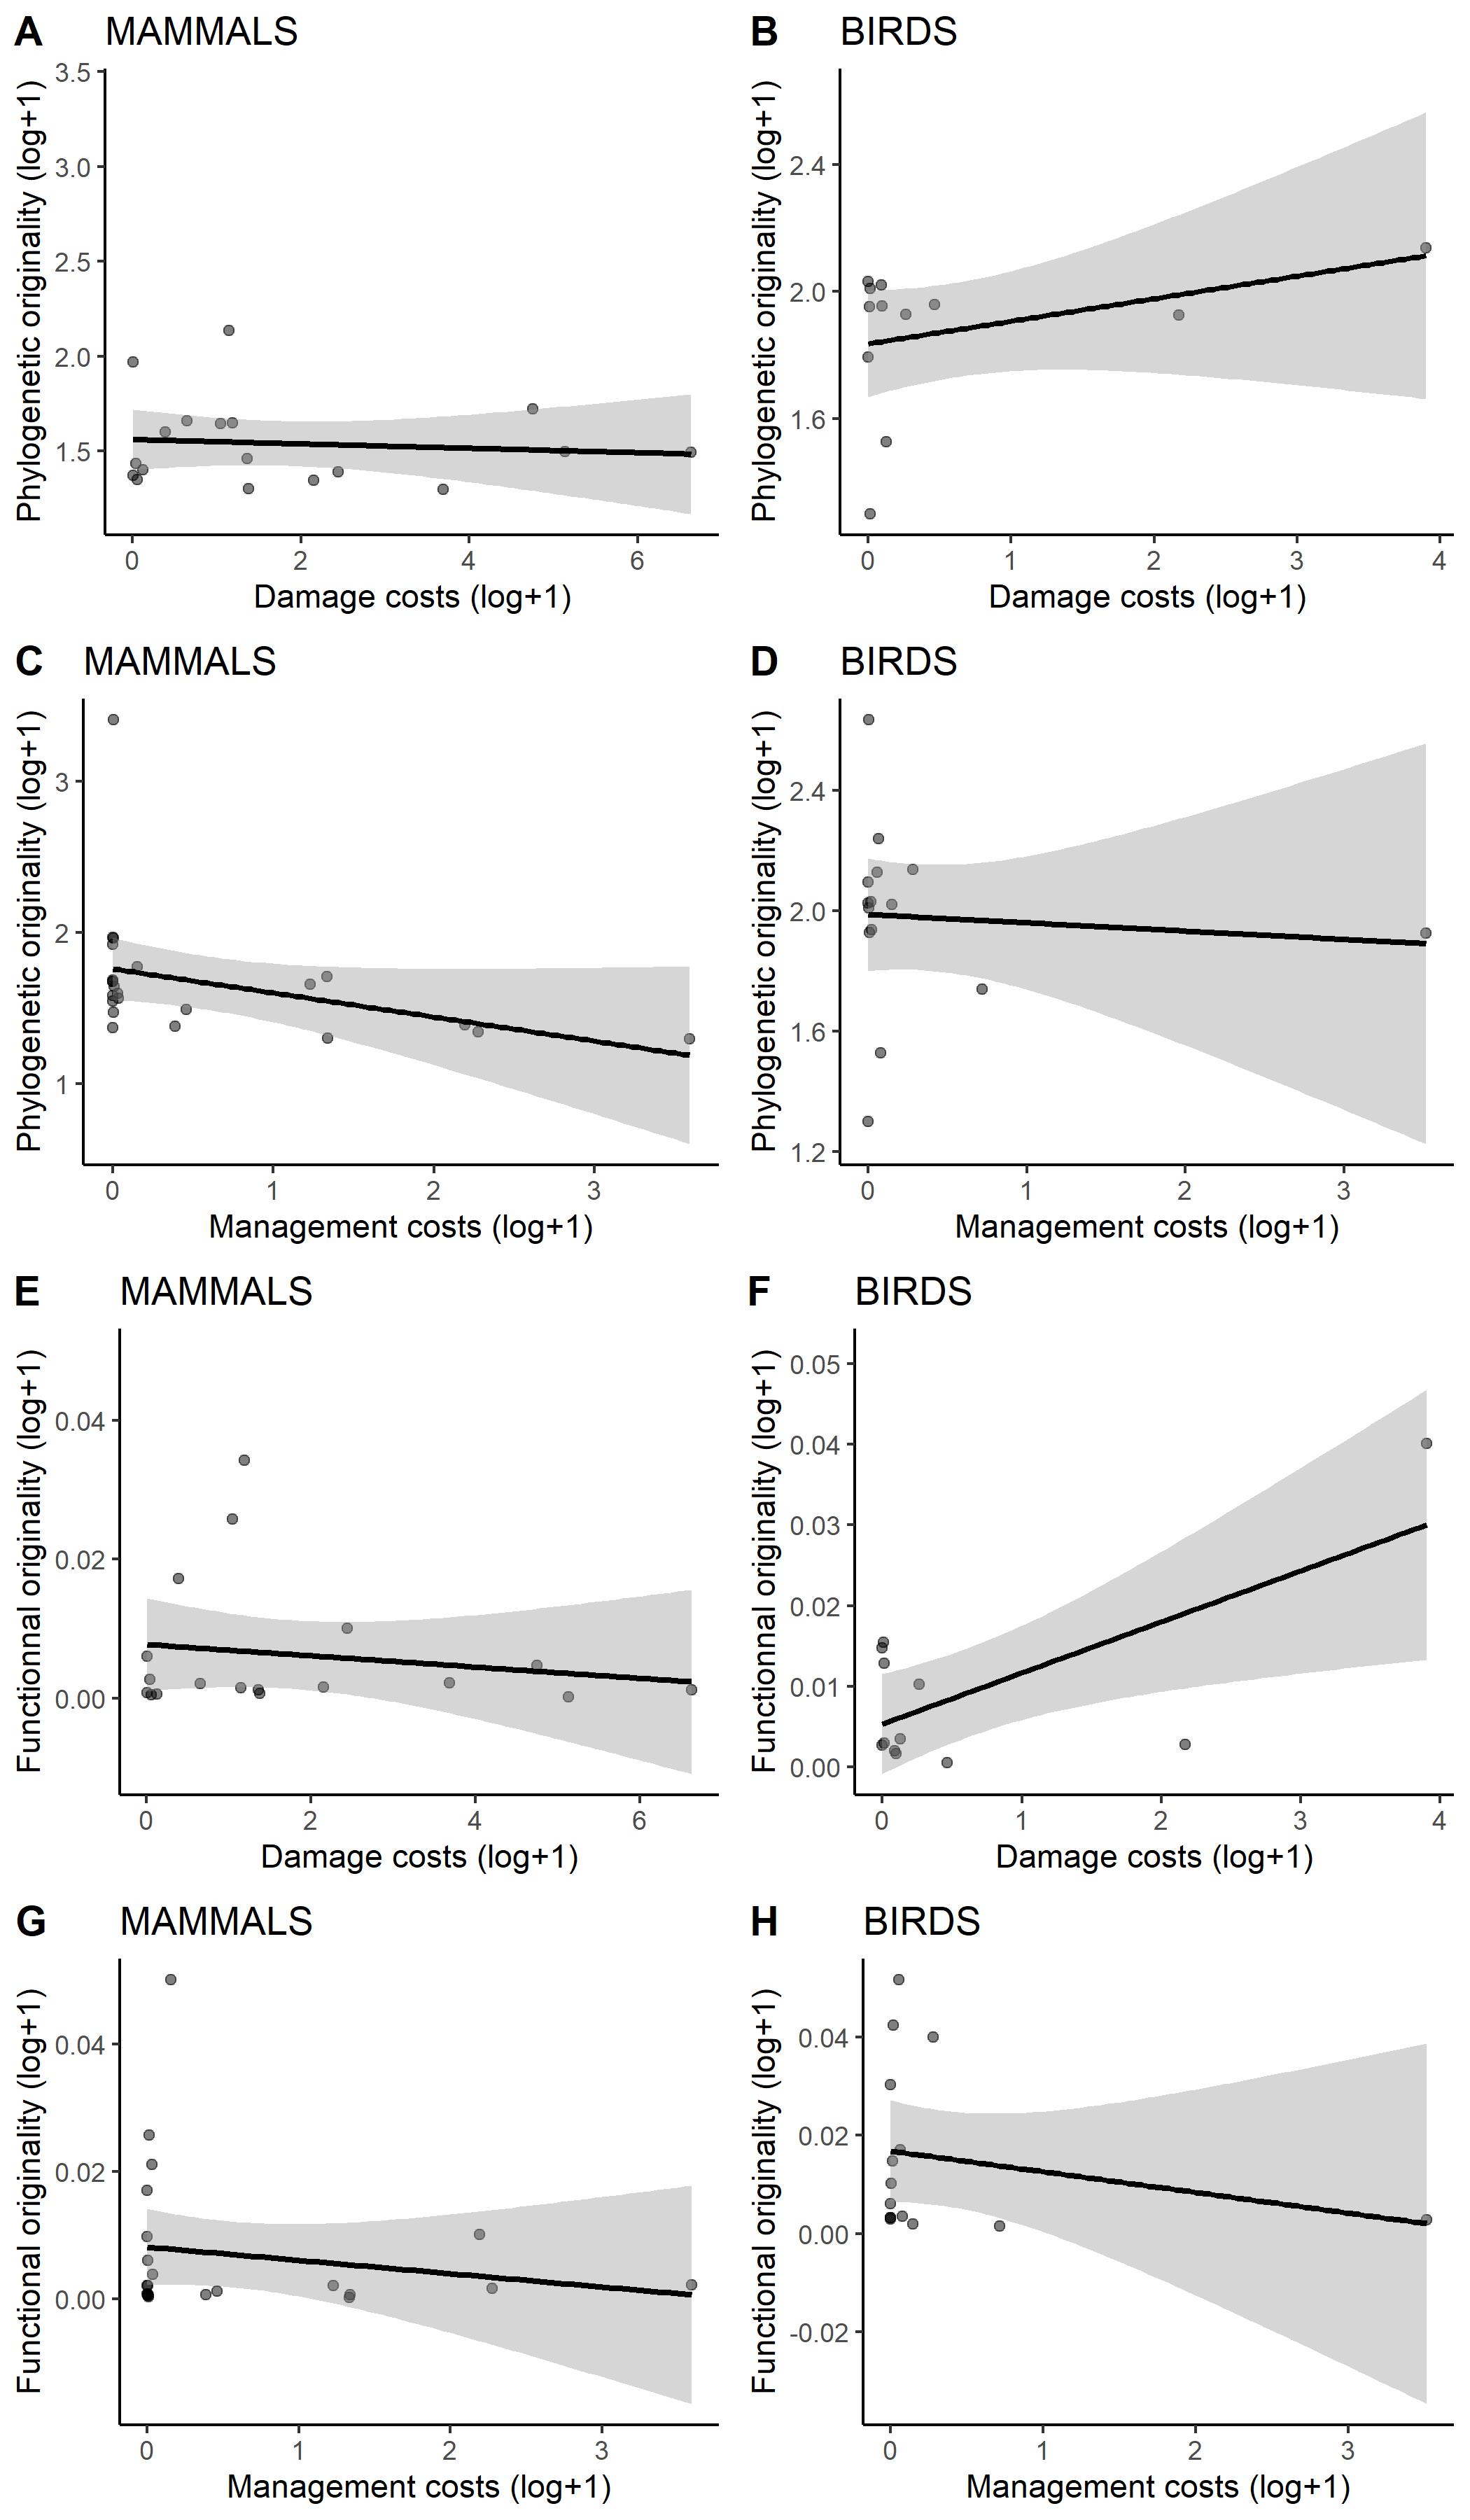 A MAMMALS
Phylogenetic originality (log+1)
3.5
3.0
2.5
2.0
1.5
0 2 4 6
Damage costs (log+1)
B BIRDS
Phylogenetic originality (log+1)
2.4
2.0
1.6
0 1 2 3 4
Damage costs (log+1)
C MAMMALS
Phylogenetic originality (log+1)
3
2
1
0 1 2 3
Management costs (log+1)
D BIRDS
Phylogenetic originality (log+1)
2.4
2.0
1.6
1.2
0 1 2 3
Management costs (log+1)
E MAMMALS
Functionnal originality (log+1)
0.04
0.02
0.00
0 2 4 6
Damage costs (log+1)
F BIRDS
Functionnal originality (log+1)
0.05
0.04
0.03
0.02
0.01
0.00
0 1 2 3 4
Damage costs (log+1)
G MAMMALS
Functional originality (log+1)
0.04
0.02
0.00
0 1 2 3
Management costs (log+1)
H BIRDS
Functional originality (log+1)
0.04
0.02
0.00
-0.02
0 1 2 3
Management costs (log+1)